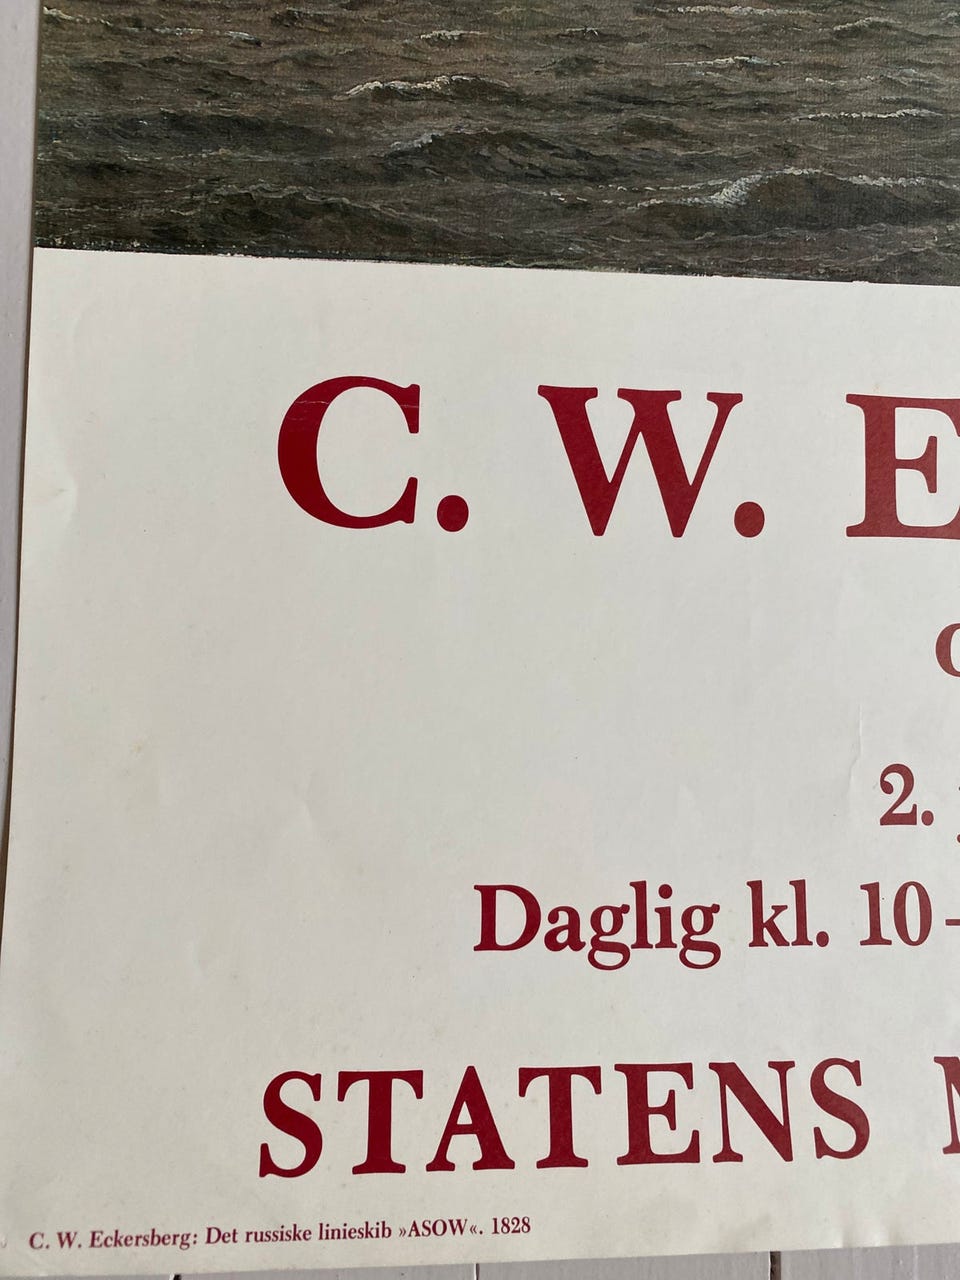 C. W. E
2.
Daglig kl. 10–
STATENS
C. W. Eckersberg: Det russiske linieskib »ASOW«. 1828